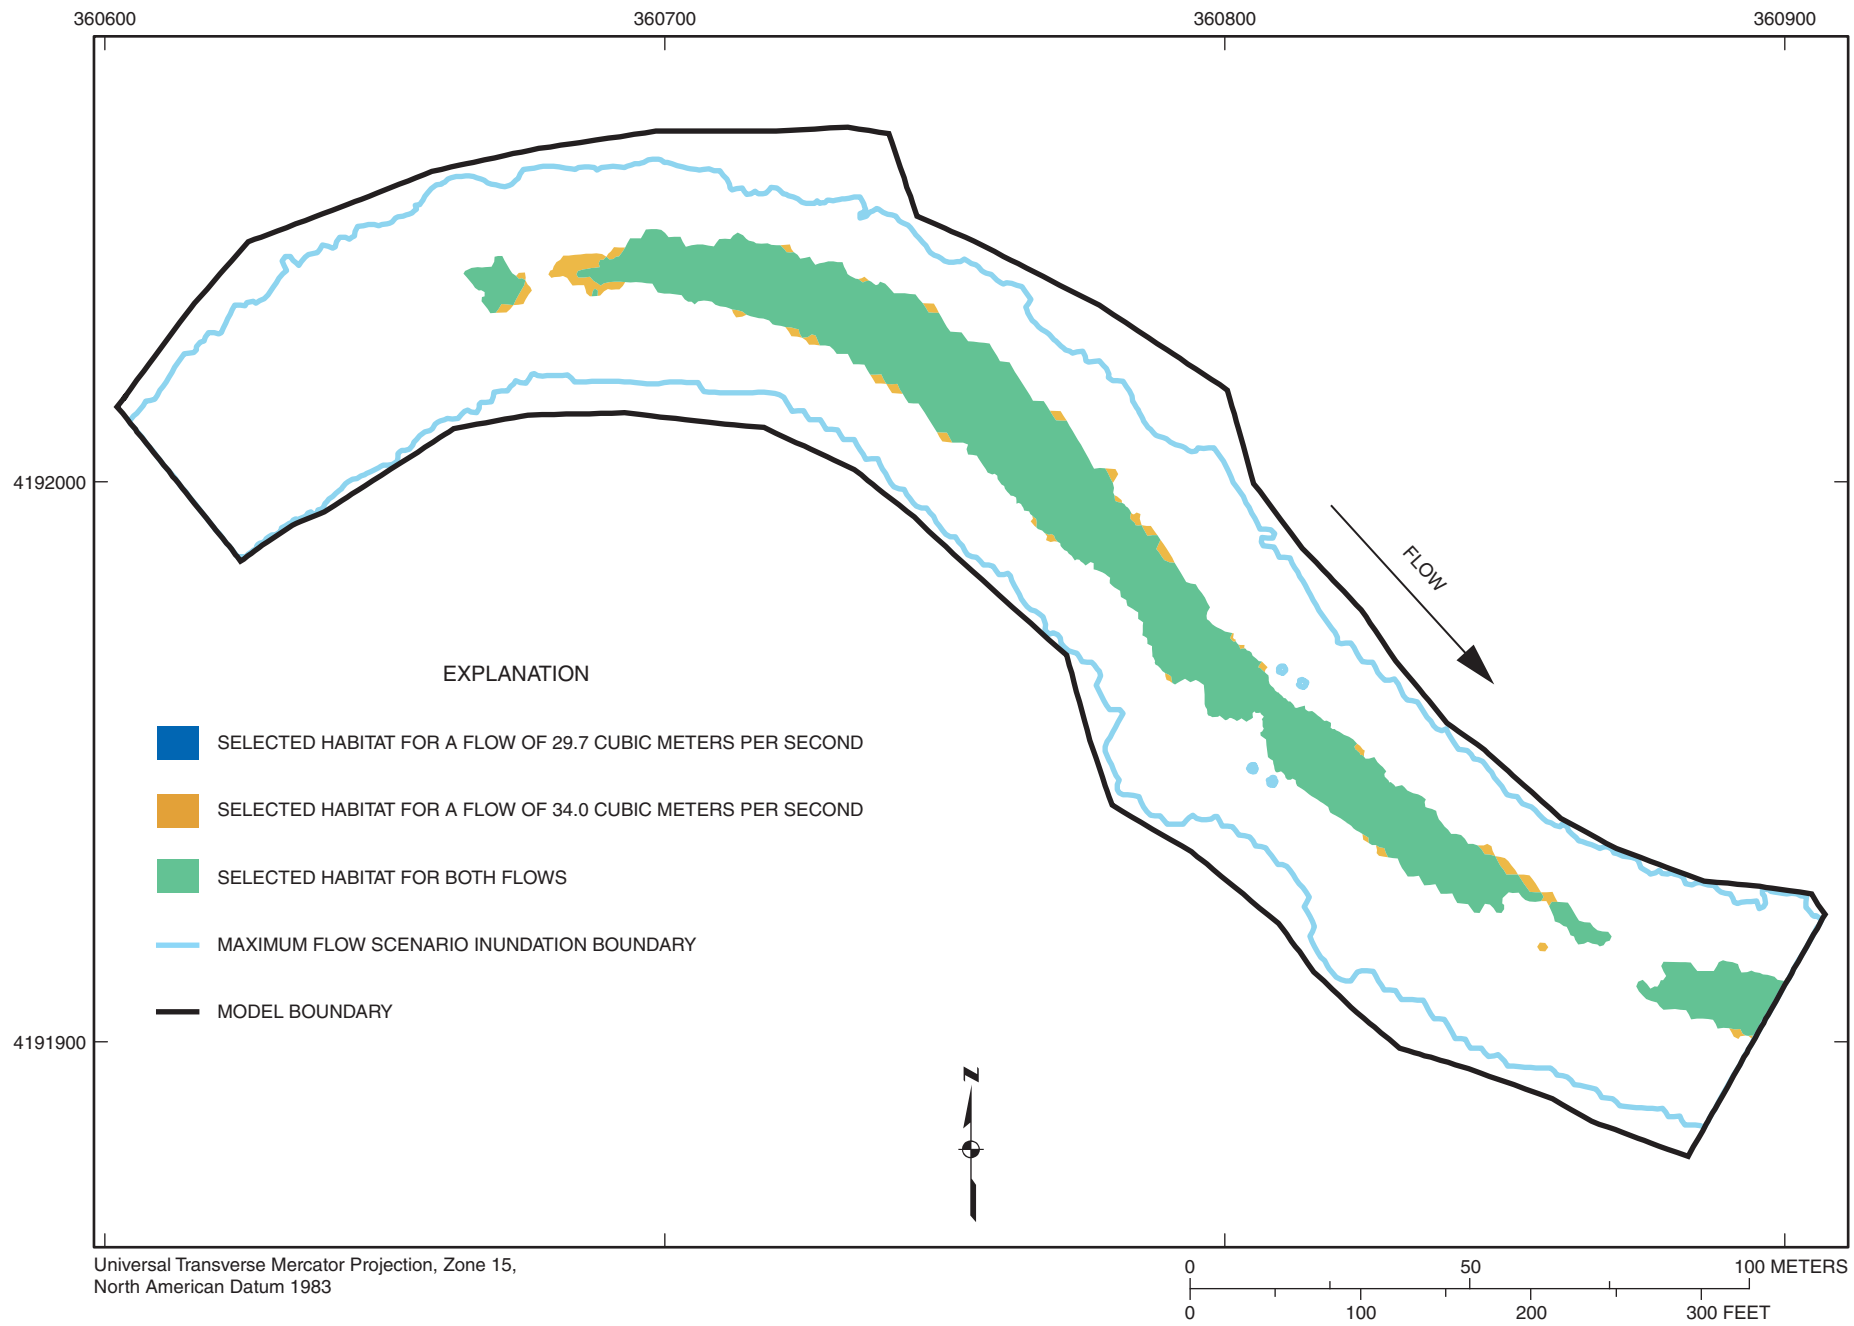 360600 360700 360800 360900
4192000
FLOW
EXPLANATION
SELECTED HABITAT FOR A FLOW OF 29.7 CUBIC METERS PER SECOND
SELECTED HABITAT FOR A FLOW OF 34.0 CUBIC METERS PER SECOND
SELECTED HABITAT FOR BOTH FLOWS
MAXIMUM FLOW SCENARIO INUNDATION BOUNDARY
MODEL BOUNDARY
4191900
N
Universal Transverse Mercator Projection, Zone 15,
North American Datum 1983
0 50 100 METERS
0 100 200 300 FEET